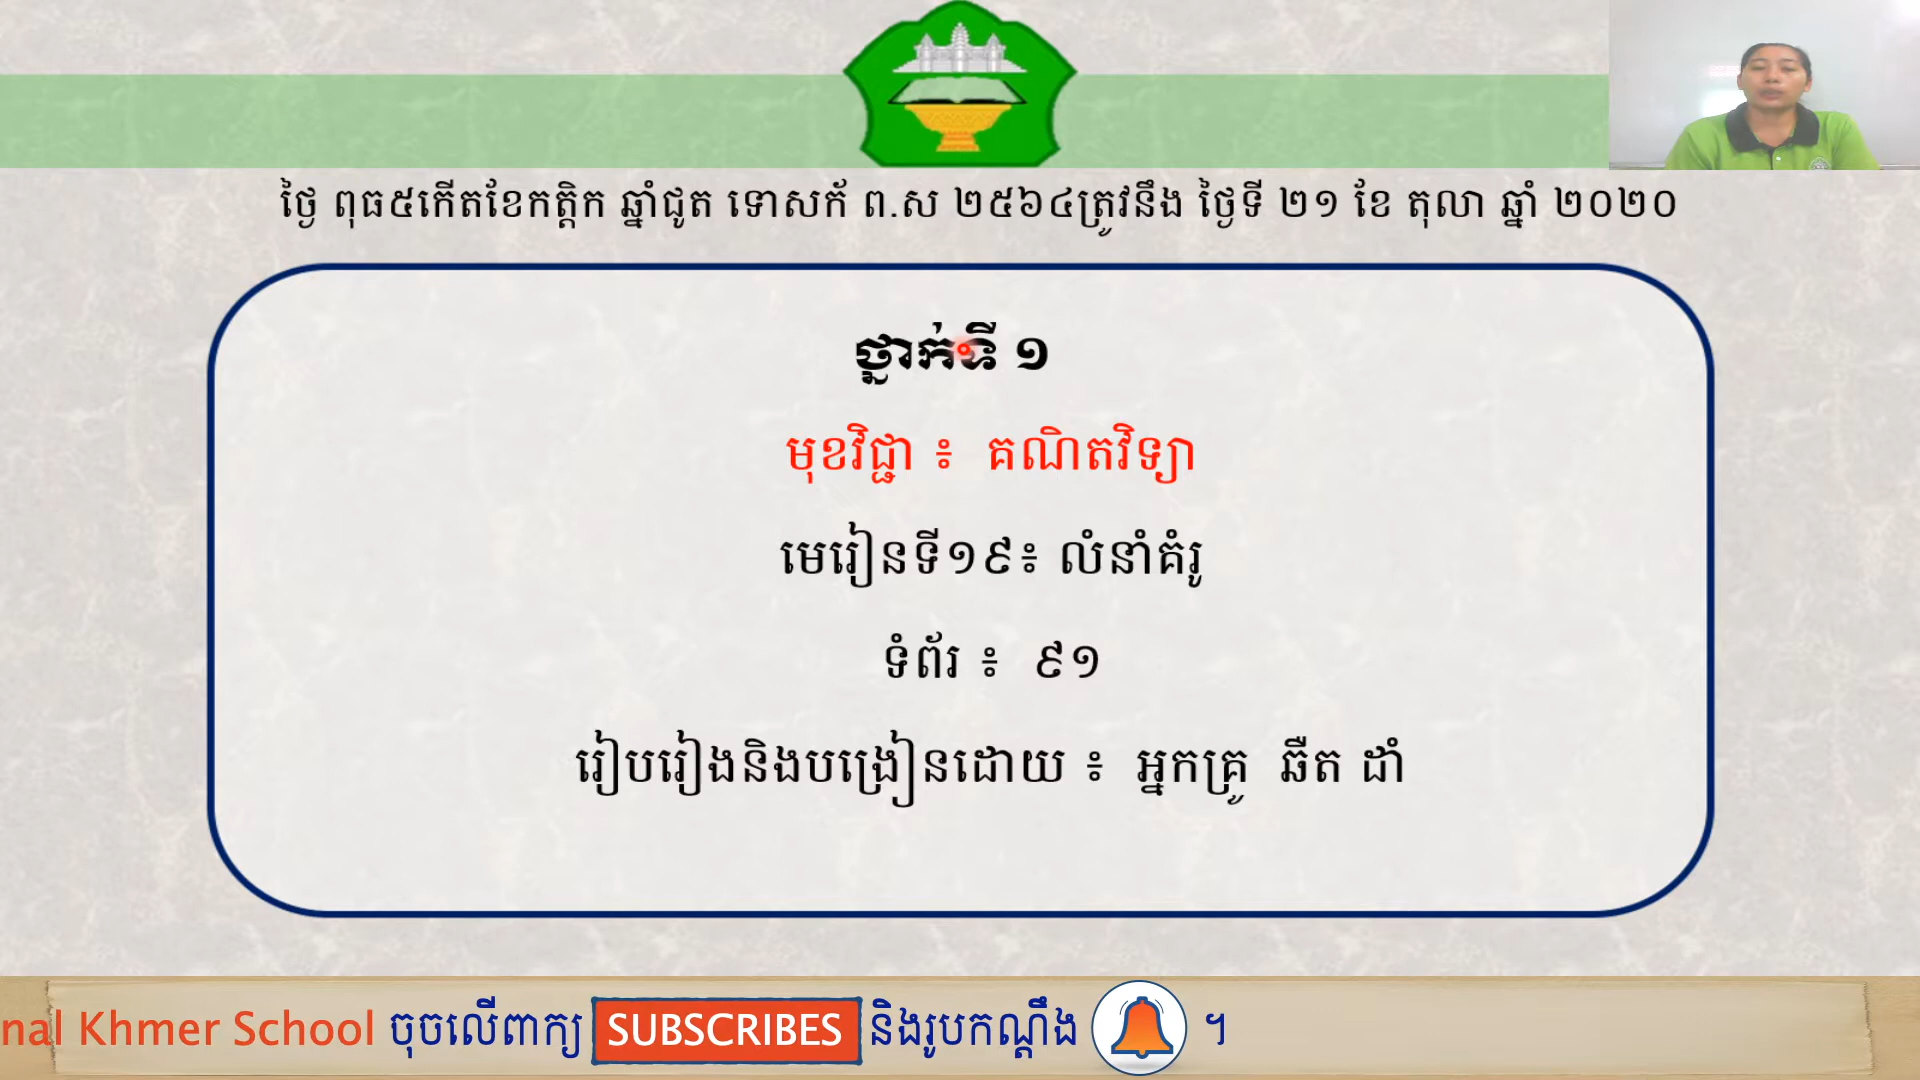 ថ្ងៃ ពុធ៥កើតខែកត្តិក ឆ្នាំជូត ទោសក័ ព.ស ២៥៦៤ត្រូវនឹង ថ្ងៃទី ២១ ខែ តុលា ឆ្នាំ ២០២០
ថ្នាក់ទី ១
មុខវិជ្ជា ៖ គណិតវិទ្យា
មេរៀនទី១៩៖ លំនាំគំរូ
ទំព័រ ៖ ៩១
រៀបរៀងនិងបង្រៀនដោយ ៖ អ្នកគ្រូ ឆឺត ដាំ
nal Khmer School ចុចលើពាក្យ SUBSCRIBES និងរូបកណ្ដឹង ។